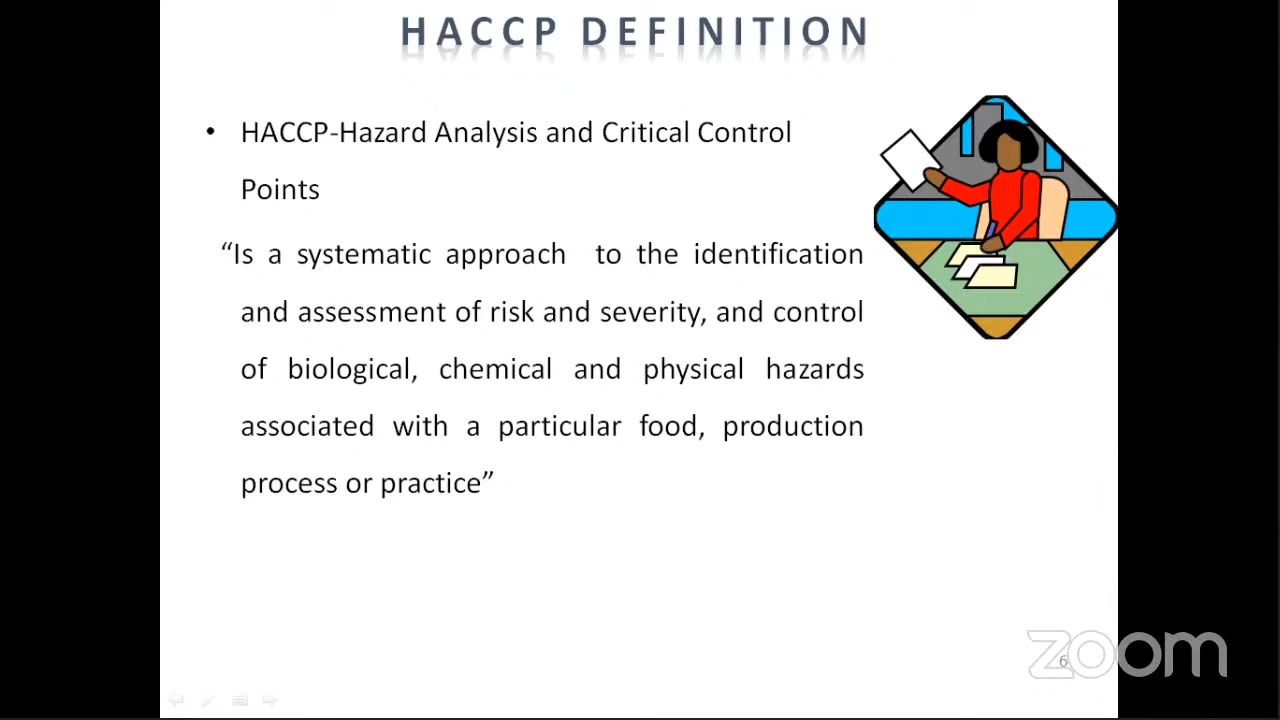 HACCP DEFINITION
• HACCP-Hazard Analysis and Critical Control
Points
“Is a systematic approach to the identification
and assessment of risk and severity, and control
of biological, chemical and physical hazards
associated with a particular food, production
process or practice”
6
zoom